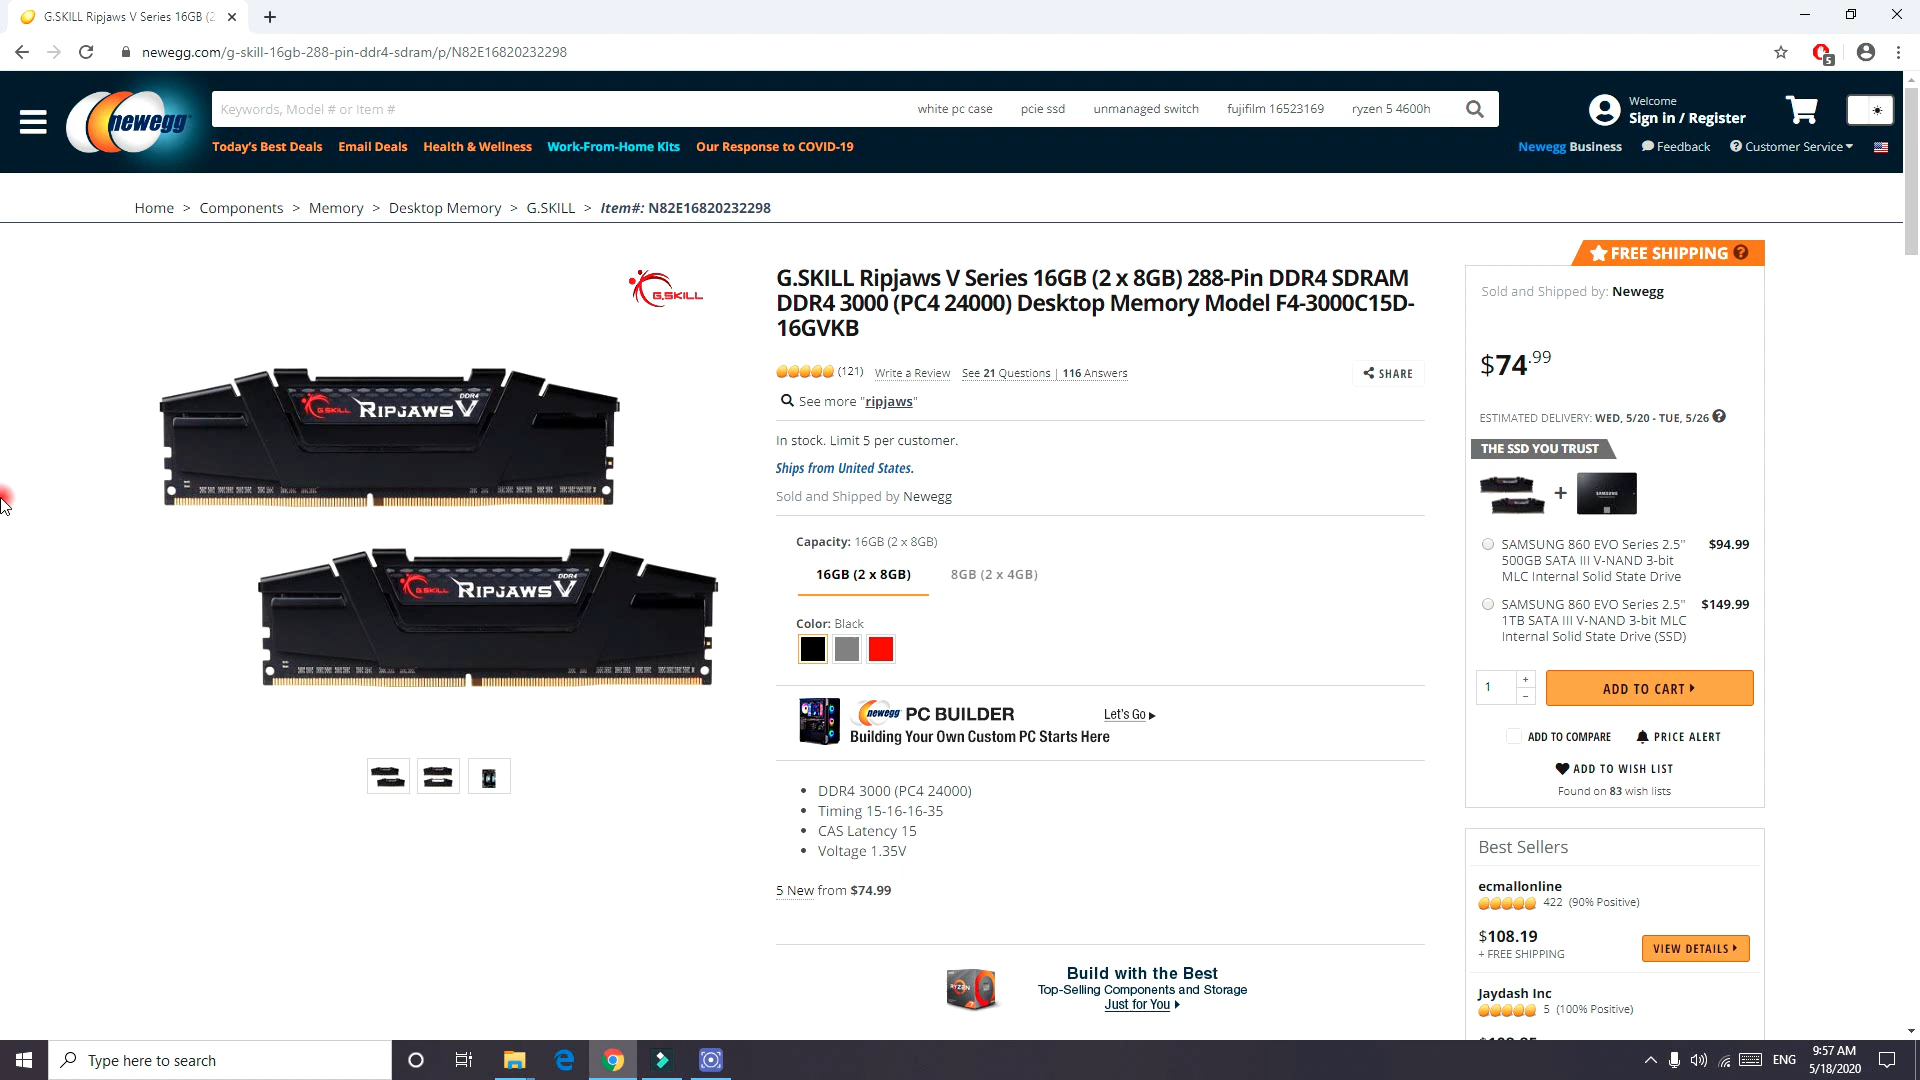 G.SKILL Ripjaws V Series 16GB (2
newegg.com/g-skill-16gb-288-pin-ddr4-sdram/p/N82E16820232298
5
newegg
Keywords, Model # or Item #
white pc case
pcie ssd
unmanaged switch
fujifilm 16523169
ryzen 5 4600h
Welcome
Sign in / Register
Today's Best Deals
Email Deals
Health & Wellness
Work-From-Home Kits
Our Response to COVID-19
Newegg Business
Feedback
Customer Service
Home > Components > Memory > Desktop Memory > G.SKILL > Item#: N82E16820232298
FREE SHIPPING
G.SKILL
G.SKILL Ripjaws V Series 16GB (2 x 8GB) 288-Pin DDR4 SDRAM
DDR4 3000 (PC4 24000) Desktop Memory Model F4-3000C15D-
16GVKB
(121) Write a Review See 21 Questions | 116 Answers
SHARE
See more "ripjaws"
In stock. Limit 5 per customer.
Ships from United States.
Sold and Shipped by Newegg
Capacity: 16GB (2 x 8GB)
16GB (2 x 8GB)
8GB (2 x 4GB)
Color: Black
G.SKILL RIPJAWS V DDR4
G.SKILL RIPJAWS V DDR4
newegg PC BUILDER
Let's Go
Building Your Own Custom PC Starts Here
DDR4 3000 (PC4 24000)
Timing 15-16-16-35
CAS Latency 15
Voltage 1.35V
5 New from $74.99
RYZEN
Build with the Best
Top-Selling Components and Storage
Just for You
Sold and Shipped by: Newegg
$74.99
ESTIMATED DELIVERY: WED, 5/20 - TUE, 5/26
THE SSD YOU TRUST
+
SAMSUNG
SAMSUNG 860 EVO Series 2.5" $94.99
500GB SATA III V-NAND 3-bit
MLC Internal Solid State Drive
SAMSUNG 860 EVO Series 2.5" $149.99
1TB SATA III V-NAND 3-bit MLC
Internal Solid State Drive (SSD)
1
+
-
ADD TO CART
ADD TO COMPARE
PRICE ALERT
ADD TO WISH LIST
Found on 83 wish lists
Best Sellers
ecmallonline
422 (90% Positive)
$108.19
+ FREE SHIPPING
VIEW DETAILS
Jaydash Inc
5 (100% Positive)
Type here to search
ENG
9:57 AM
5/18/2020